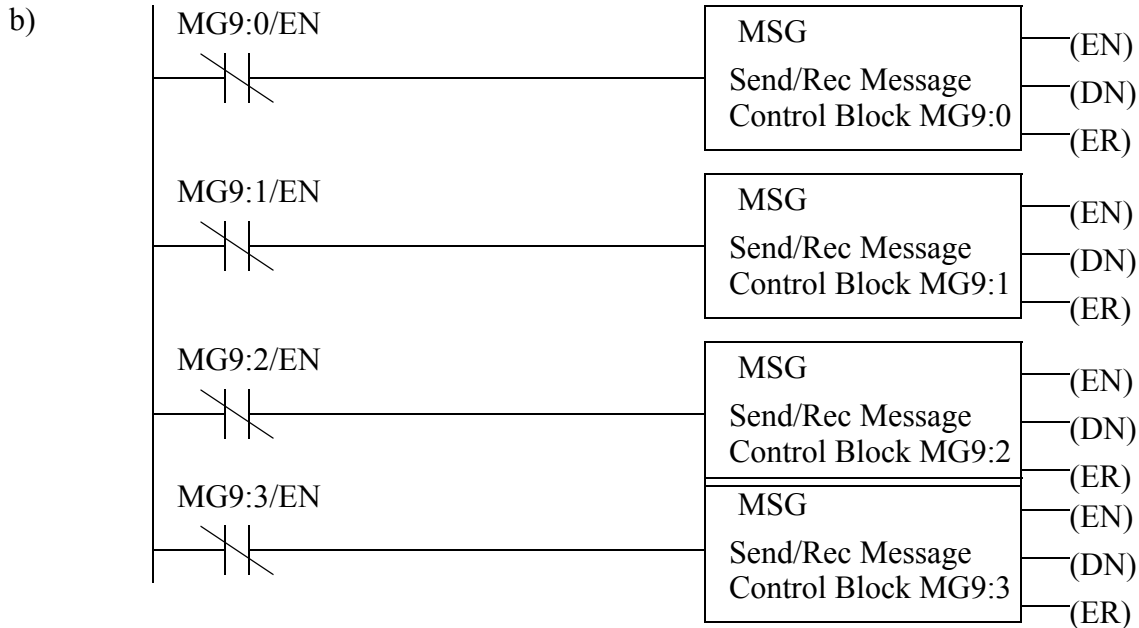 b)
MG9:0/EN
MSG
Send/Rec Message
Control Block MG9:0
(EN)
(DN)
(ER)
MG9:1/EN
MSG
Send/Rec Message
Control Block MG9:1
(EN)
(DN)
(ER)
MG9:2/EN
MSG
Send/Rec Message
Control Block MG9:2
(EN)
(DN)
(ER)
MG9:3/EN
MSG
Send/Rec Message
Control Block MG9:3
(EN)
(DN)
(ER)